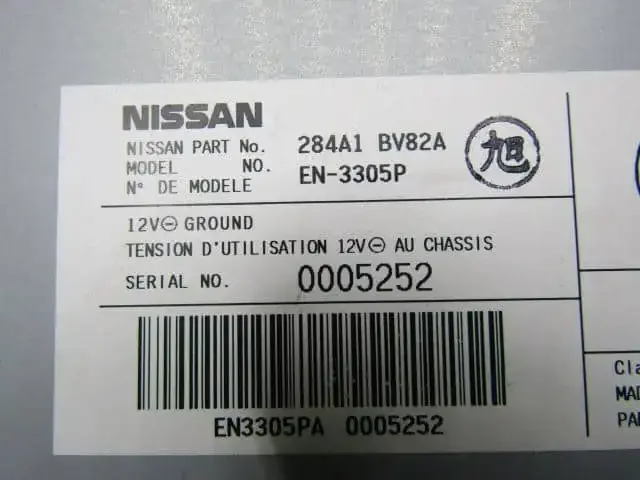 NISSAN
NISSAN PART No. 284A1 BV82A
MODEL NO. EN-3305P
N° DE MODELE
旭
12V⊖ GROUND
TENSION D'UTILISATION 12V⊖ AU CHASSIS
SERIAL NO. 0005252
EN3305PA 0005252
Cla
MAD
PAR